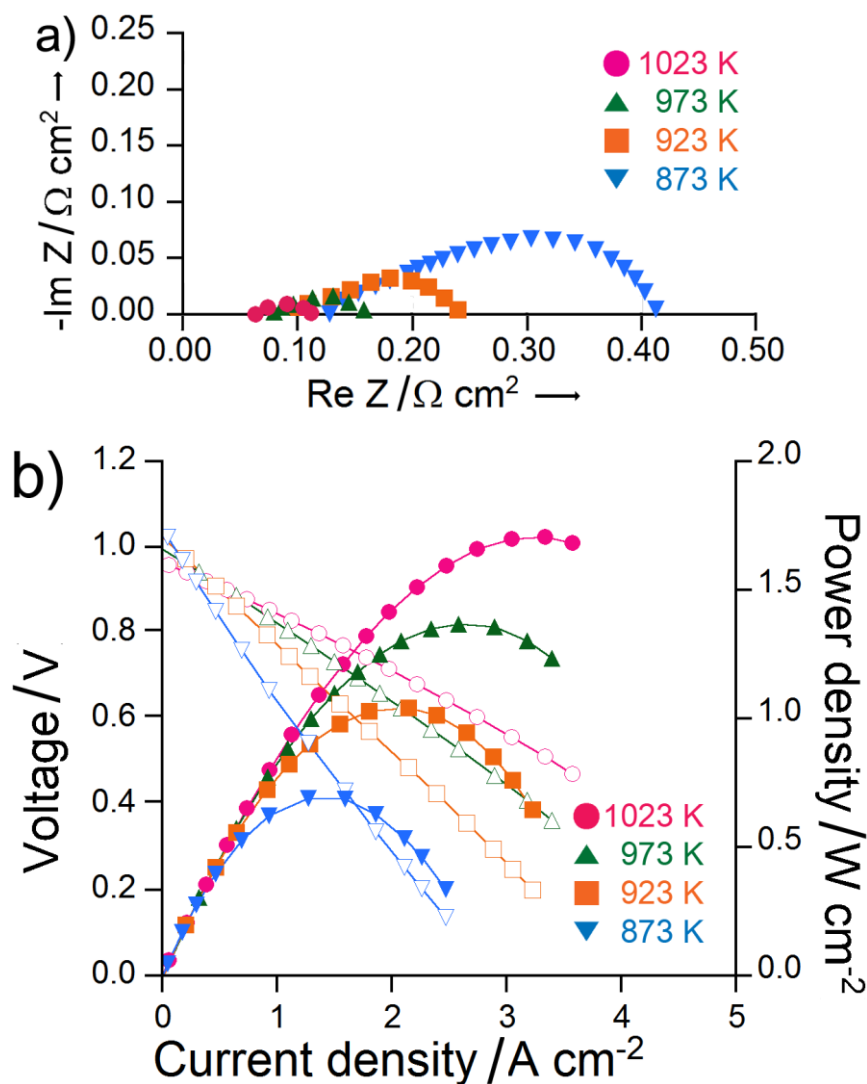 a)
0.25
0.20
0.15
0.10
0.05
0.00
-Im Z /Ω cm² →
1023 K
973 K
923 K
873 K
0.00 0.10 0.20 0.30 0.40 0.50
Re Z /Ω cm² →
b)
1.2
1.0
0.8
0.6
0.4
0.2
0.0
Voltage /V
2.0
1.5
1.0
0.5
0.0
Power density /W cm⁻²
1023 K
973 K
923 K
873 K
0 1 2 3 4 5
Current density /A cm⁻²